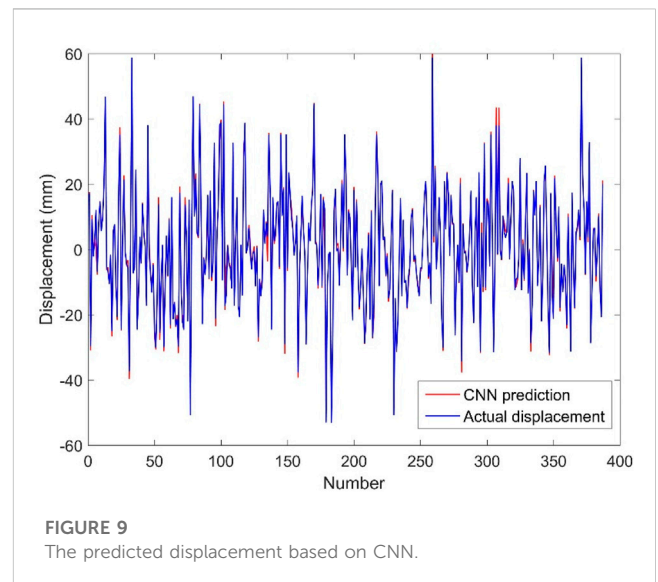 60
40
20
0
-20
-40
-60
Displacement (mm)
CNN prediction
Actual displacement
0 50 100 150 200 250 300 350 400
Number
FIGURE 9
The predicted displacement based on CNN.